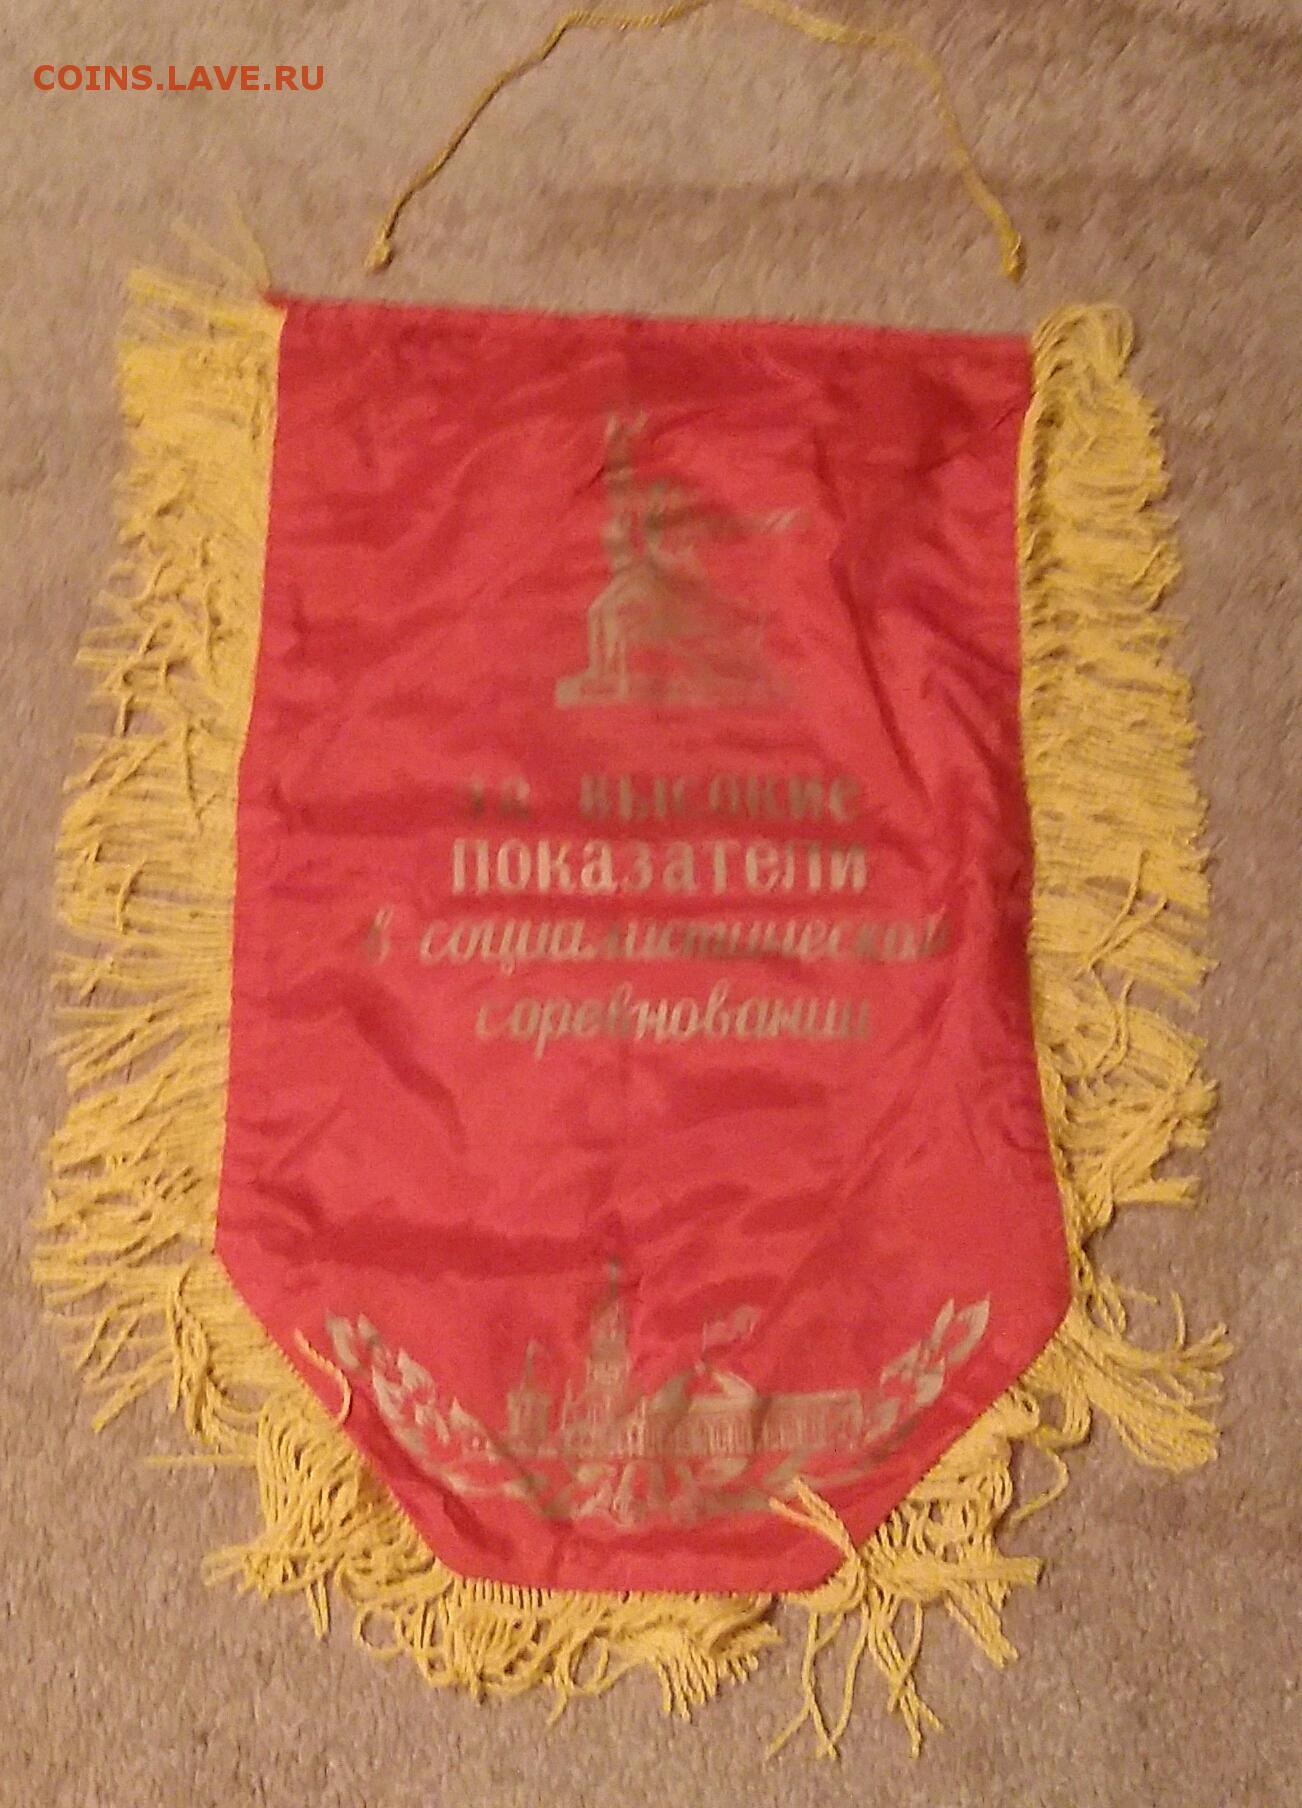 COINS.LAVE.RU
за высокие
показатели
в социалистическом
соревновании